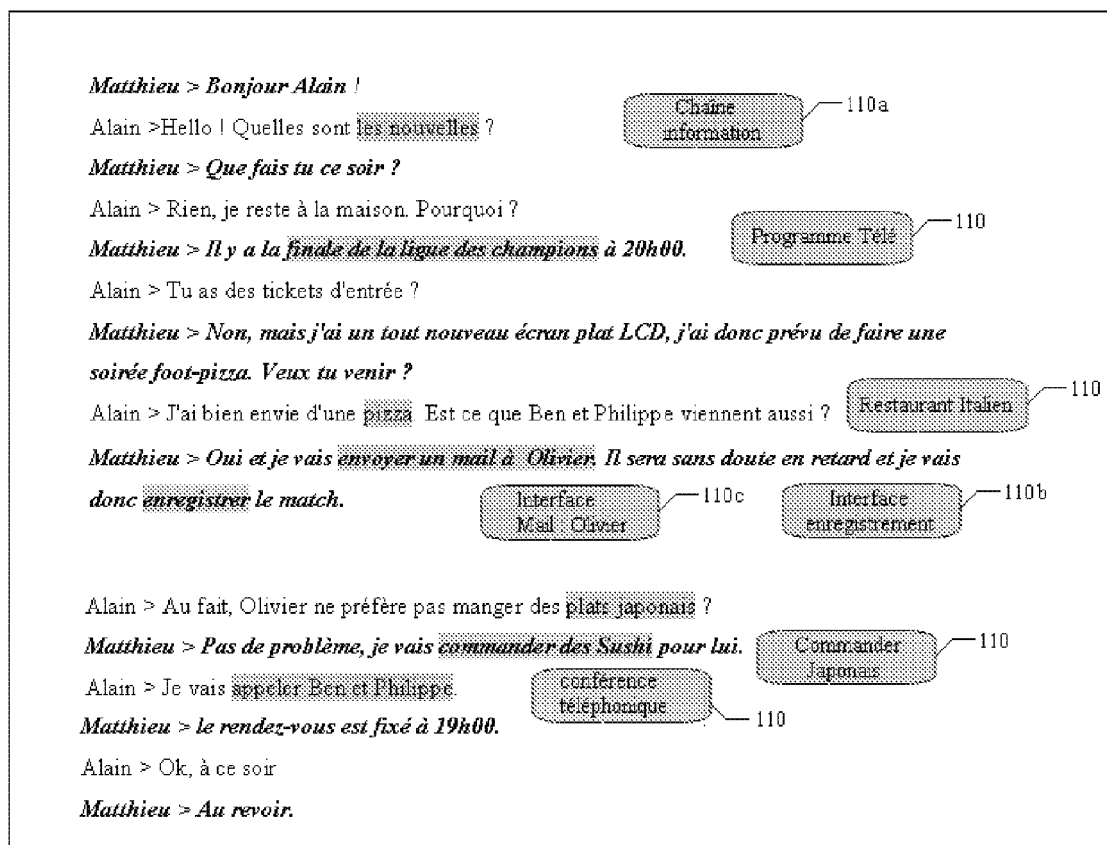 Matthieu > Bonjour Alain !
Chaine
information
110a
Alain >Hello ! Quelles sont les nouvelles ?
Matthieu > Que fais tu ce soir ?
Alain > Rien, je reste à la maison. Pourquoi ?
Programme Télé
110
Matthieu > Il y a la finale de la ligue des champions à 20h00.
Alain > Tu as des tickets d'entrée ?
Matthieu > Non, mais j'ai un tout nouveau écran plat LCD, j'ai donc prévu de faire une
soirée foot-pizza. Veux tu venir ?
Alain > J'ai bien envie d'une pizza Est ce que Ben et Philippe viennent aussi ?
Restaurant Italien
110
Matthieu > Oui et je vais envoyer un mail à Olivier. Il sera sans doute en retard et je vais
donc enregistrer le match.
Interface
Mail : Olivier
110c
Interface
enregistrement
110b
Alain > Au fait, Olivier ne préfère pas manger des plats japonais ?
Matthieu > Pas de problème, je vais commander des Sushi pour lui.
Commander
Japonais
110
Alain > Je vais appeler Ben et Philippe.
conférence
téléphonique
110
Matthieu > le rendez-vous est fixé à 19h00.
Alain > Ok, à ce soir
Matthieu > Au revoir.